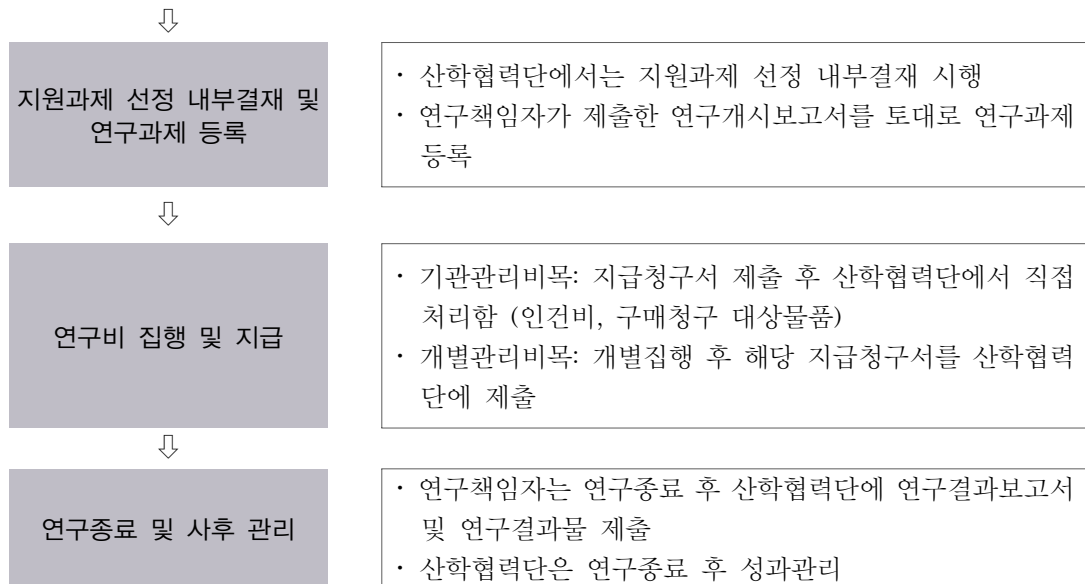 ⇩
지원과제 선정 내부결재 및
연구과제 등록
· 산학협력단에서는 지원과제 선정 내부결재 시행
· 연구책임자가 제출한 연구개시보고서를 토대로 연구과제
등록
⇩
연구비 집행 및 지급
· 기관관리비목: 지급청구서 제출 후 산학협력단에서 직접
처리함 (인건비, 구매청구 대상물품)
· 개별관리비목: 개별집행 후 해당 지급청구서를 산학협력
단에 제출
⇩
연구종료 및 사후 관리
· 연구책임자는 연구종료 후 산학협력단에 연구결과보고서
및 연구결과물 제출
· 산학협력단은 연구종료 후 성과관리